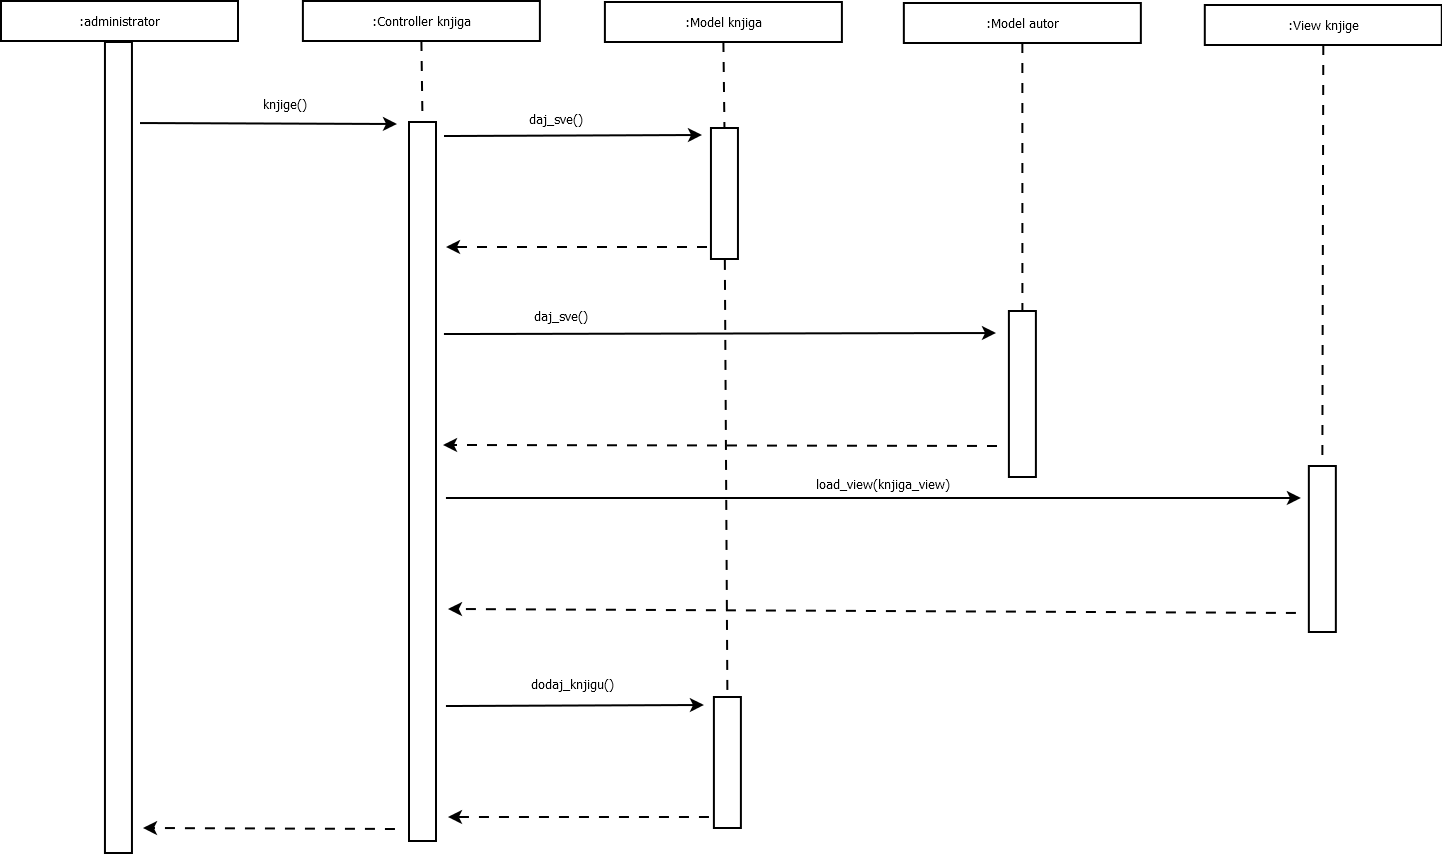 :administrator
:Controller knjiga
:Model knjiga
:Model autor
:View knjige
knjige()
daj_sve()
daj_sve()
load_view(knjiga_view)
dodaj_knjigu()